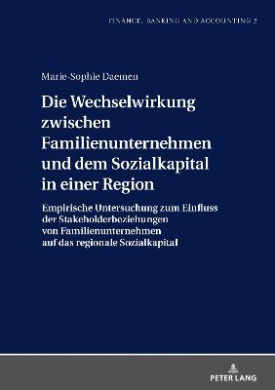 FINANCE, BANKING AND ACCOUNTING 2
Marie-Sophie Daemen
Die Wechselwirkung
zwischen
Familienunternehmen
und dem Sozialkapital
in einer Region
Empirische Untersuchung zum Einfluss
der Stakeholderbeziehungen
von Familienunternehmen
auf das regionale Sozialkapital
PETER LANG